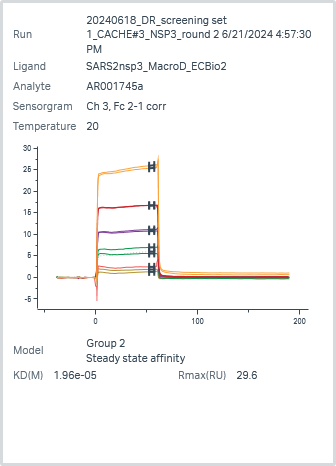 Run 20240618_DR_screening set
1_CACHE#3_NSP3_round 2 6/21/2024 4:57:30
PM
Ligand SARS2nsp3_MacroD_ECBio2
Analyte AR001745a
Sensorgram Ch 3, Fc 2-1 corr
Temperature 20
30
25
20
15
10
5
0
-5
0 100 200
Model Group 2
Steady state affinity
KD(M) 1.96e-05 Rmax(RU) 29.6